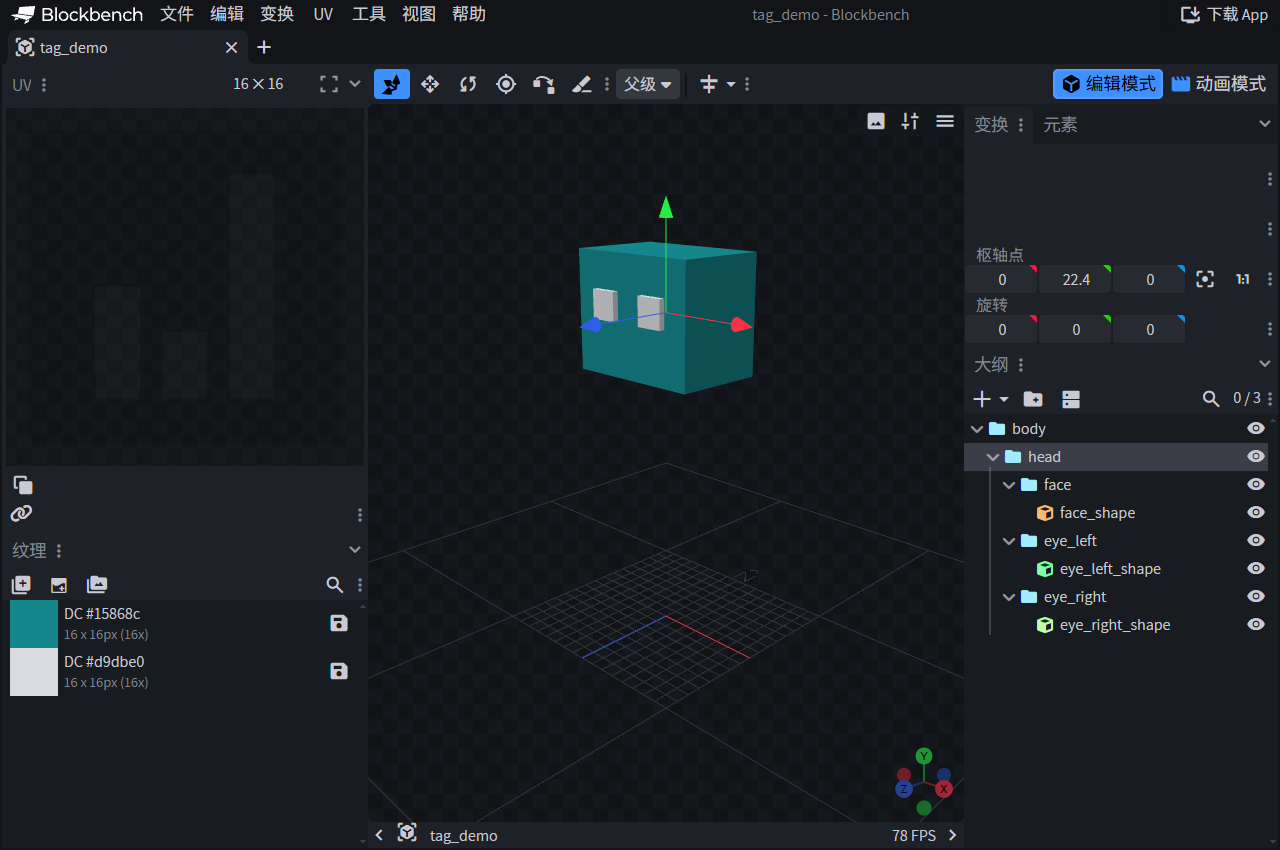 Blockbench 文件 编辑 变换 UV 工具 视图 帮助 tag_demo - Blockbench 下载 App
tag_demo
UV 16×16 父级 编辑模式 动画模式
变换 元素
枢轴点
0 22.4 0 1:1
旋转
0 0 0
大纲
0 / 3
body
head
face
face_shape
eye_left
eye_left_shape
eye_right
eye_right_shape
纹理
DC #15868c
16 x 16px (16x)
DC #d9dbe0
16 x 16px (16x)
Y
Z X
tag_demo 78 FPS